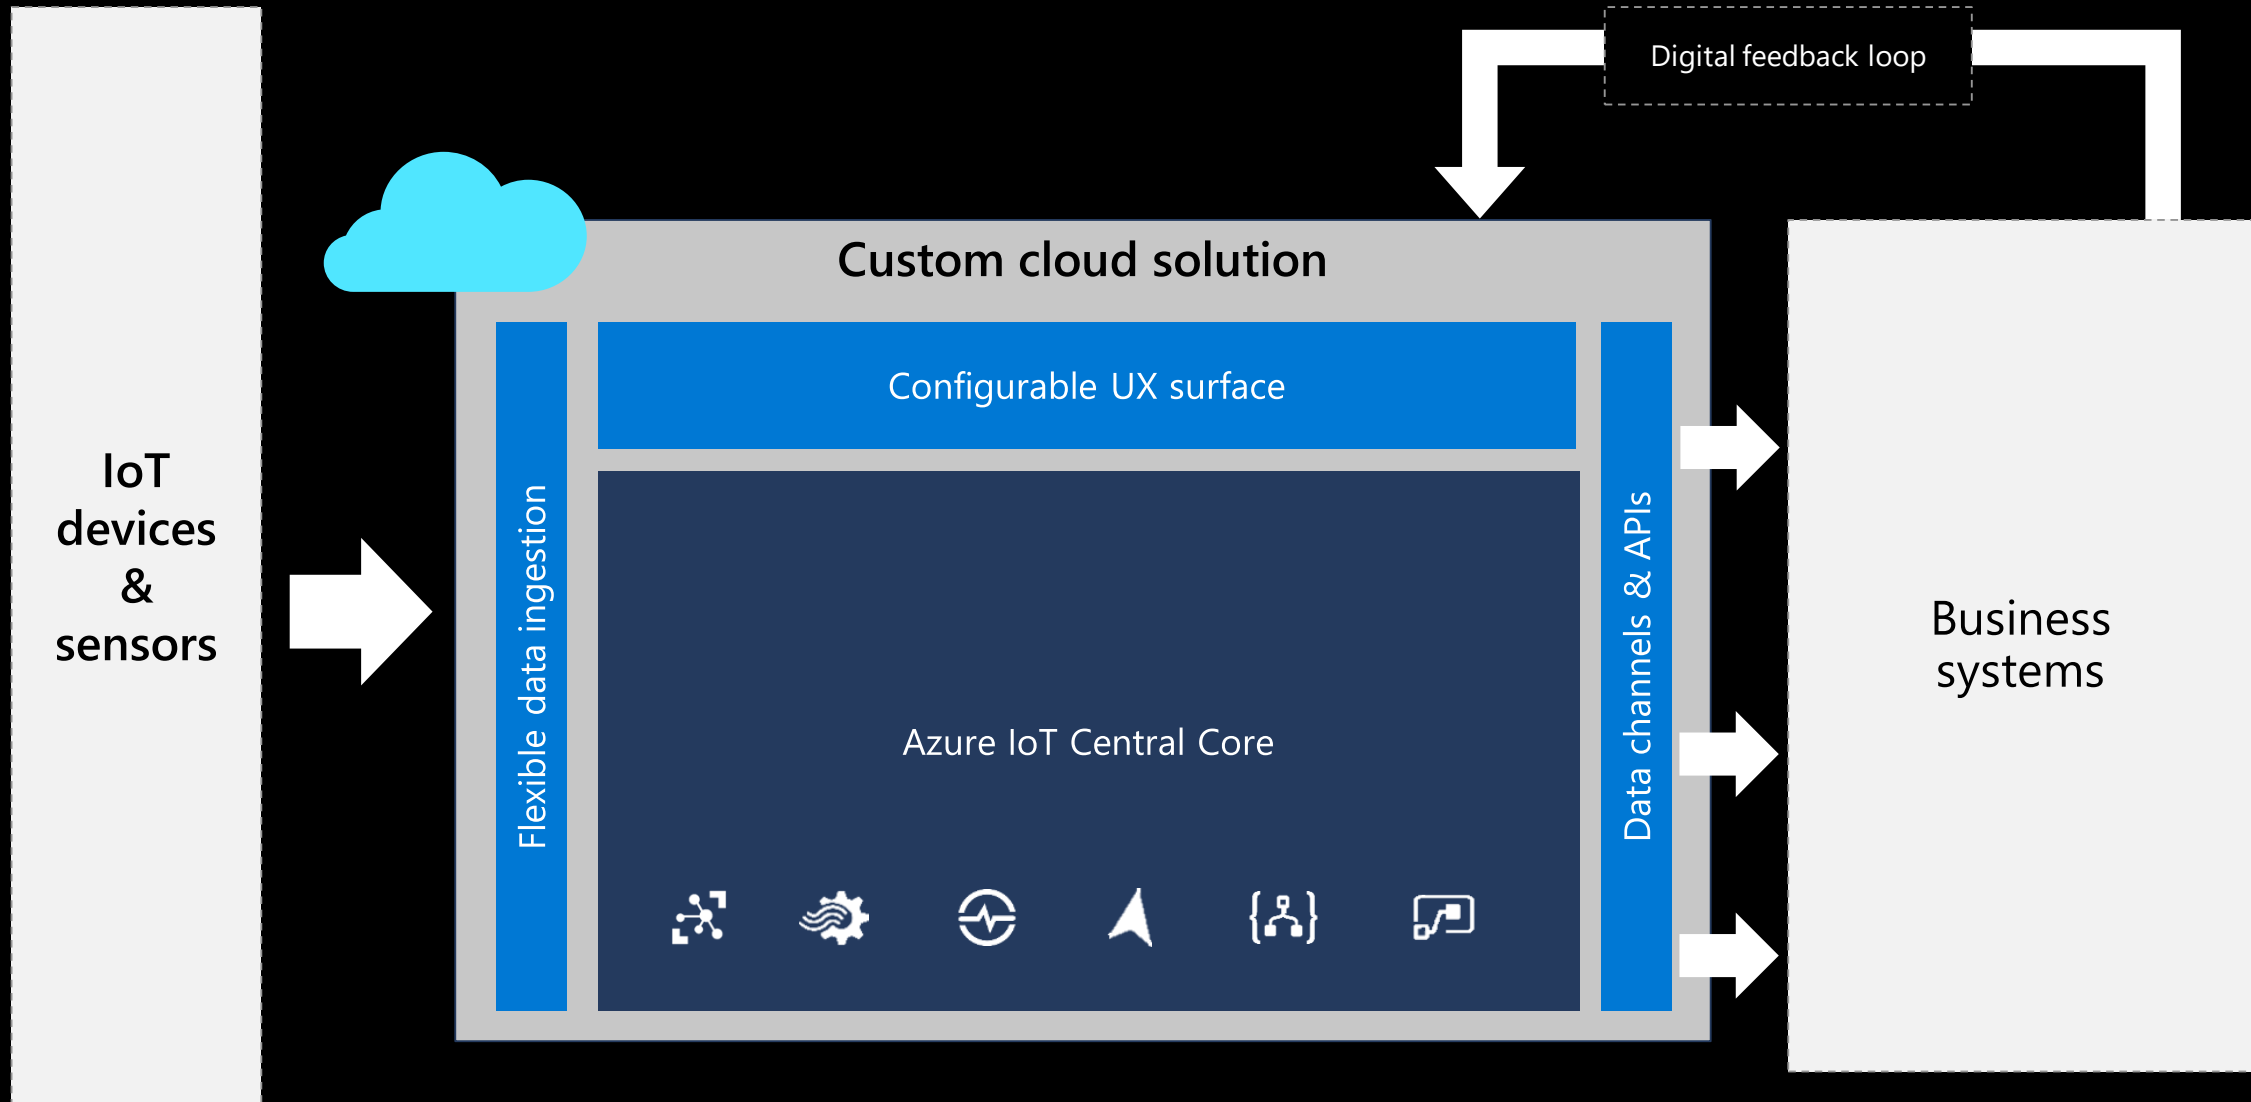 Digital feedback loop
Custom cloud solution
IoT
devices
&
sensors
Flexible data ingestion
Configurable UX surface
Azure IoT Central Core
Data channels & APIs
Business
systems